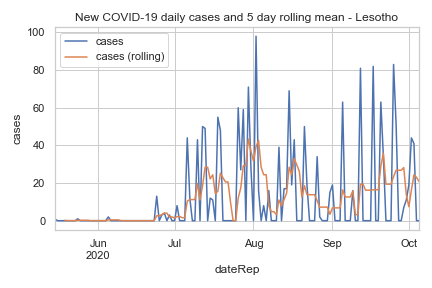 New COVID-19 daily cases and 5 day rolling mean - Lesotho
cases
cases (rolling)
100
80
60
40
20
0
cases
Jun
2020
Jul
Aug
Sep
Oct
dateRep